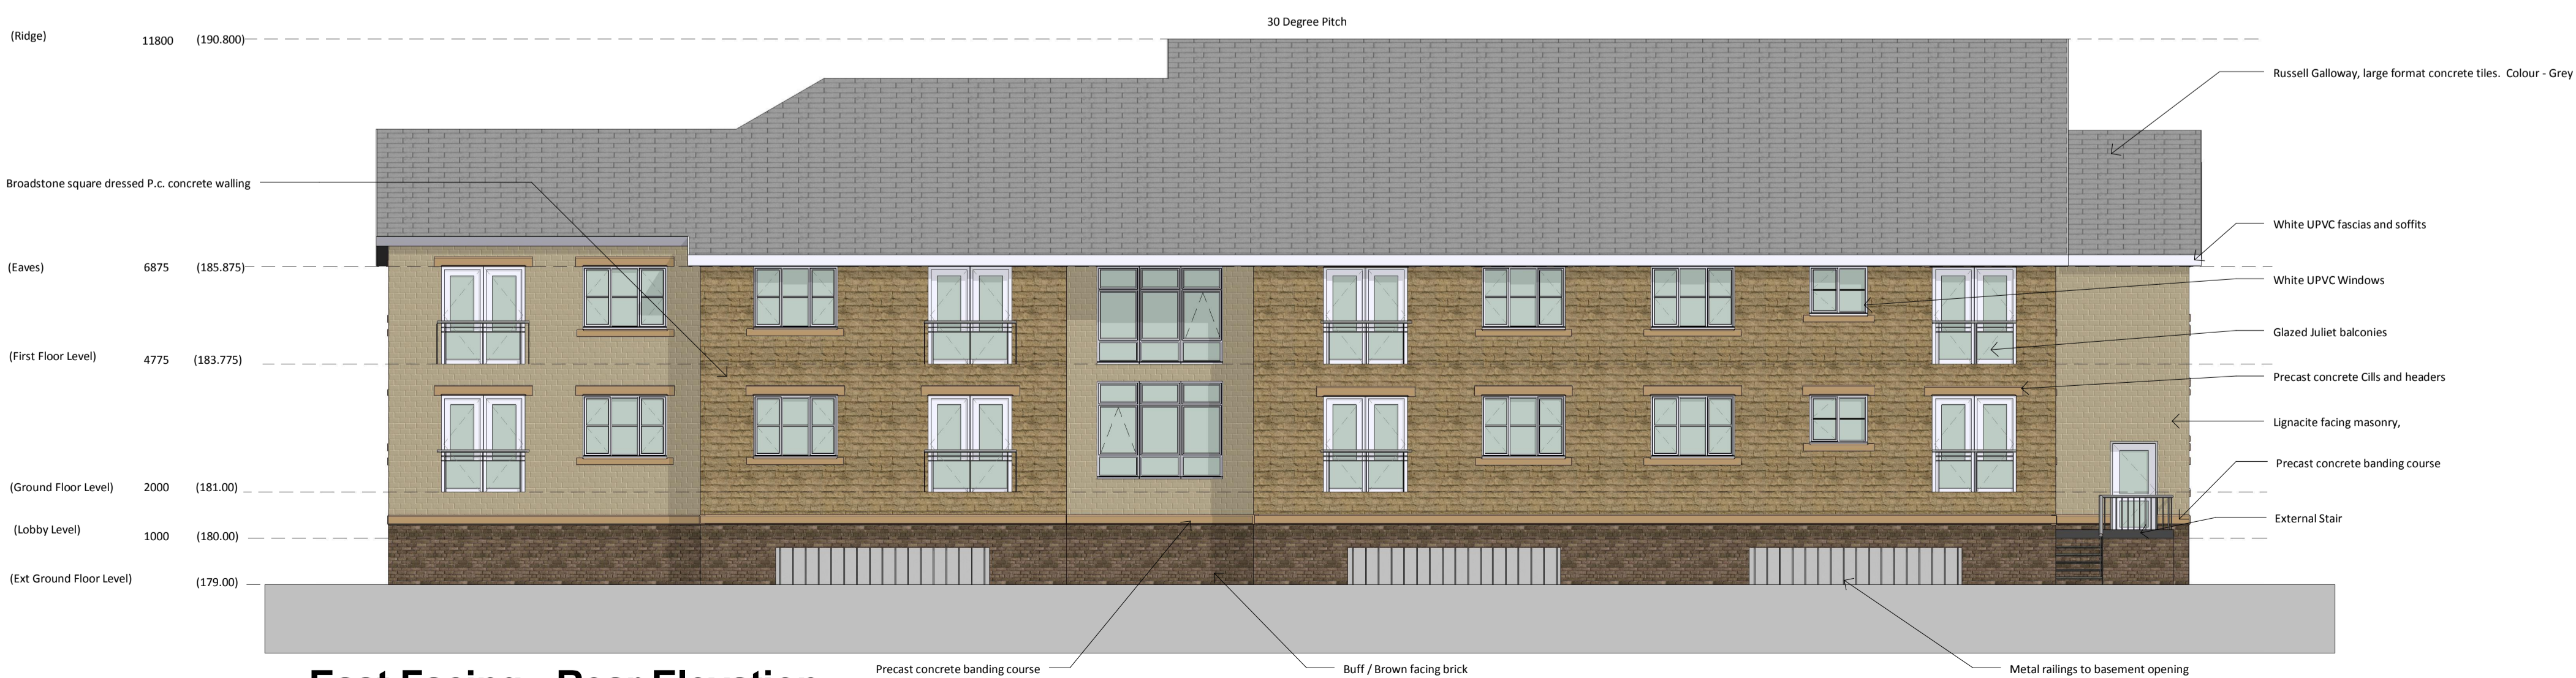 30 Degree Pitch
(Ridge) 11800 (190.800)
Russell Galloway, large format concrete tiles. Colour - Grey
Broadstone square dressed P.c. concrete walling
White UPVC fascias and soffits
(Eaves) 6875 (185.875)
White UPVC Windows
Glazed Juliet balconies
(First Floor Level) 4775 (183.775)
Precast concrete Cills and headers
Lignacite facing masonry,
Precast concrete banding course
(Ground Floor Level) 2000 (181.00)
External Stair
(Lobby Level) 1000 (180.00)
(Ext Ground Floor Level) (179.00)
Precast concrete banding course
Buff / Brown facing brick
Metal railings to basement opening
East Facing - Rear Elevation